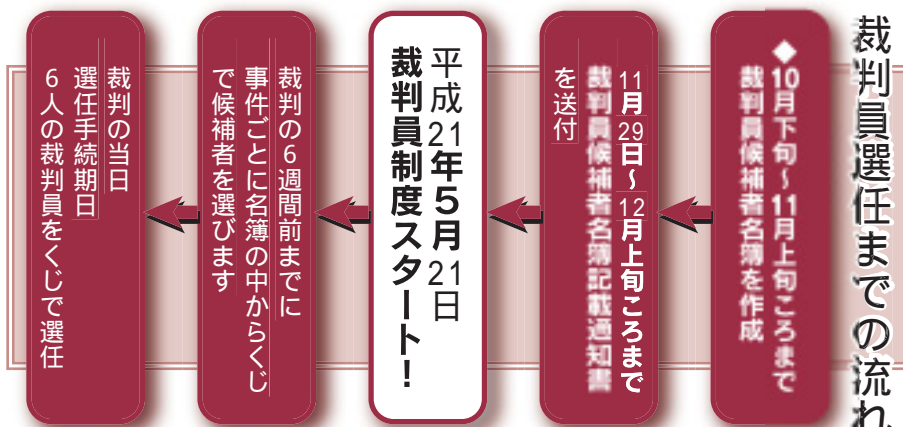 裁判員選任までの流れ
◆10月下旬~11月上旬ころまで
裁判員候補者名簿を作成
11月29日~12月上旬ころまで
裁判員候補者名簿記載通知書
を送付
平成21年5月21日
裁判員制度スタート!
裁判の6週間前までに
事件ごとに名簿の中からくじ
で候補者を選びます
裁判の当日
選任手続期日
6人の裁判員をくじで選任